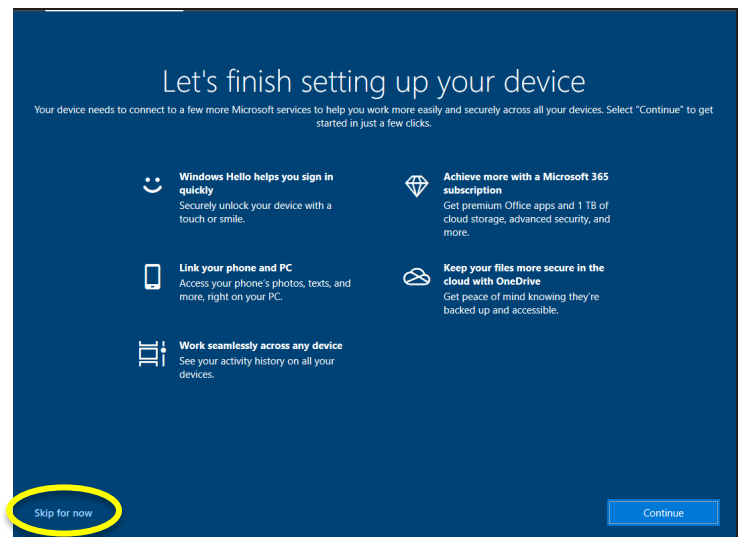 Let's finish setting up your device
Your device needs to connect to a few more Microsoft services to help you work more easily and securely across all your devices. Select "Continue" to get
started in just a few clicks.
Windows Hello helps you sign in
quickly
Securely unlock your device with a
touch or smile.
Link your phone and PC
Access your phone's photos, texts, and
more, right on your PC.
Work seamlessly across any device
See your activity history on all your
devices.
Achieve more with a Microsoft 365
subscription
Get premium Office apps and 1 TB of
cloud storage, advanced security, and
more.
Keep your files more secure in the
cloud with OneDrive
Get peace of mind knowing they're
backed up and accessible.
Skip for now
Continue